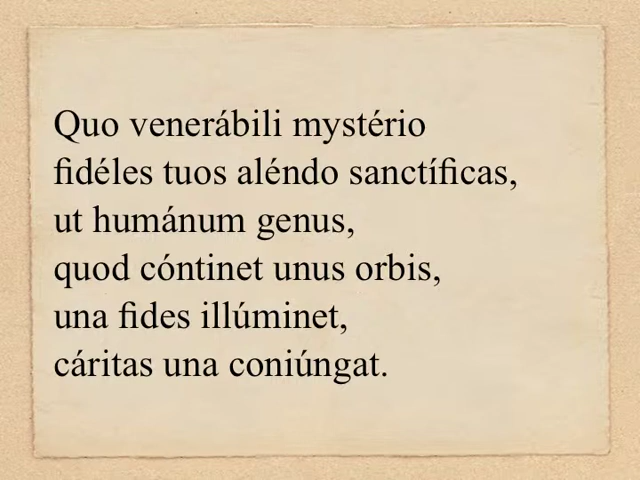 Quo venerábili mystério
fidéles tuos aléndo sanctíficas,
ut humánum genus,
quod cóntinet unus orbis,
una fides illúminet,
cáritas una coniúngat.